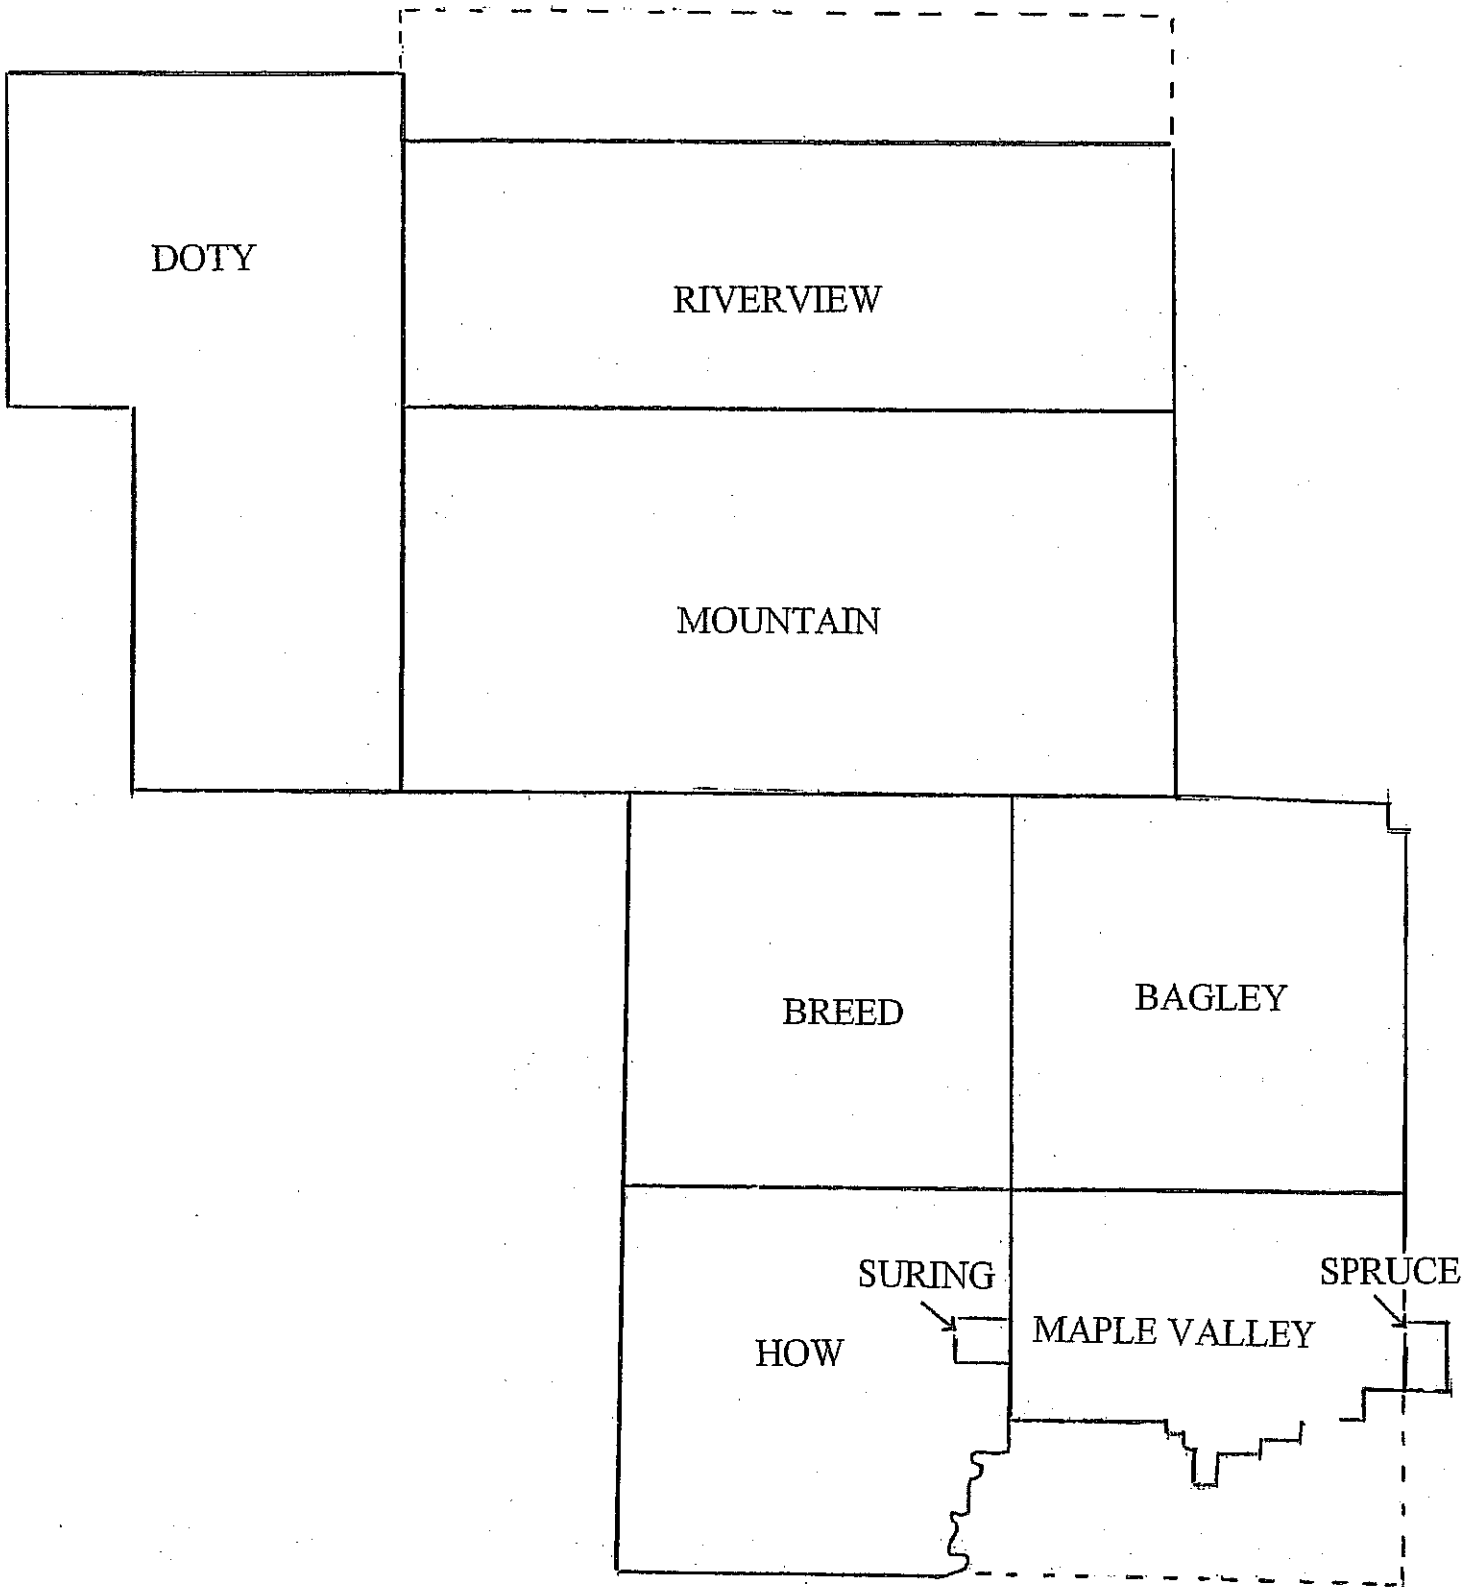 DOTY
RIVERVIEW
MOUNTAIN
BREED
BAGLEY
SURING
SPRUCE
HOW
MAPLE VALLEY